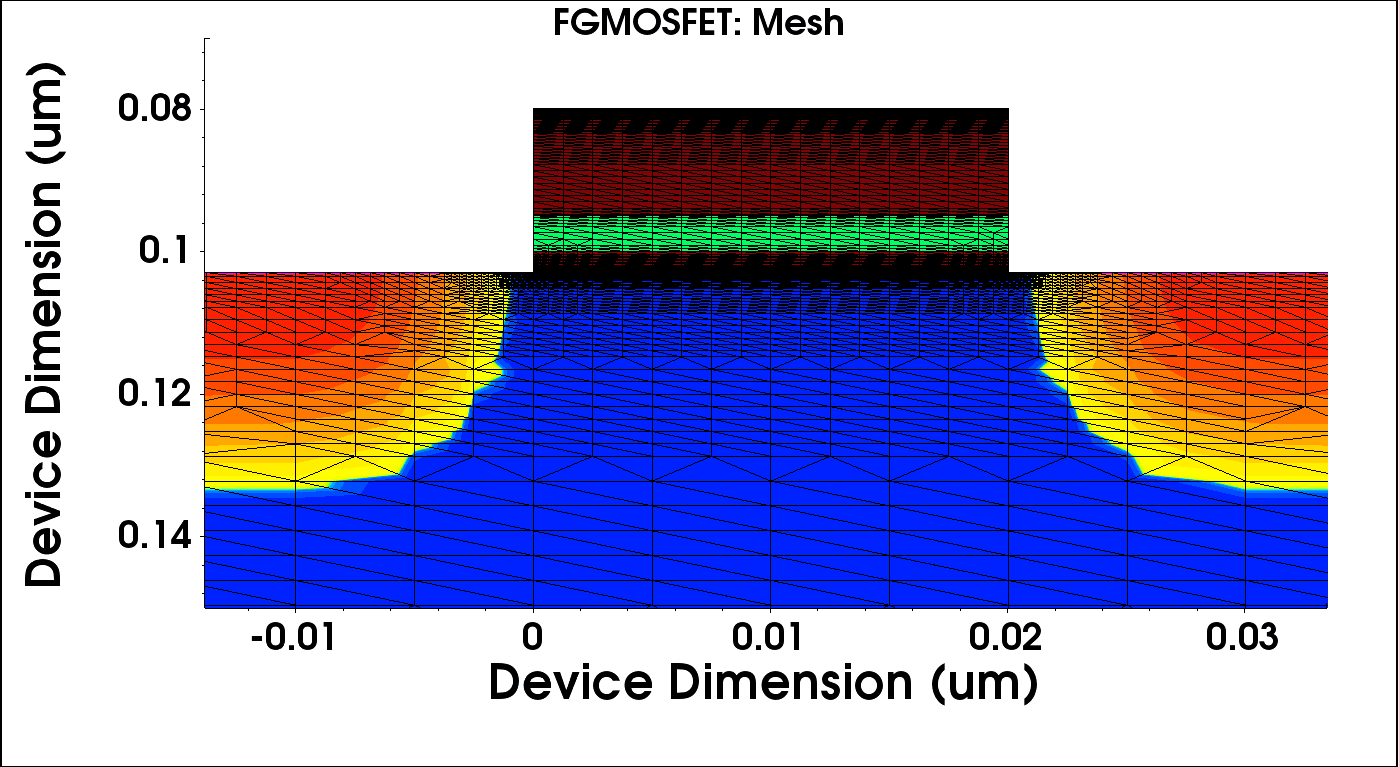 FGMOSFET: Mesh
Device Dimension (um)
0.08
0.1
0.12
0.14
-0.01 0 0.01 0.02 0.03
Device Dimension (um)